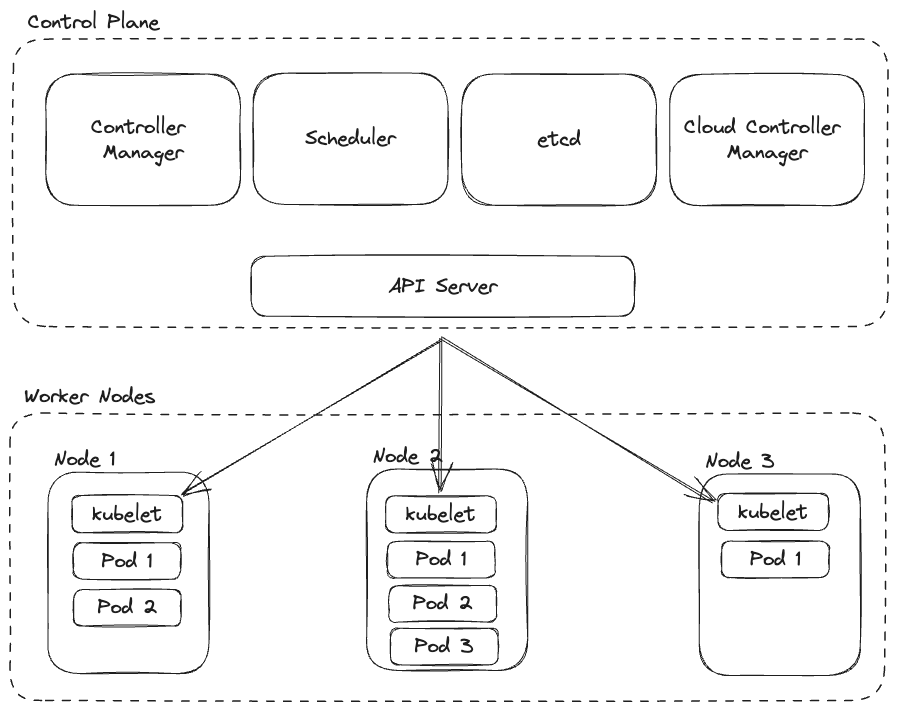 Control Plane
Controller
Manager
Scheduler
etcd
Cloud Controller
Manager
API Server
Worker Nodes
Node 1
kubelet
Pod 1
Pod 2
Node 2
kubelet
Pod 1
Pod 2
Pod 3
Node 3
kubelet
Pod 1